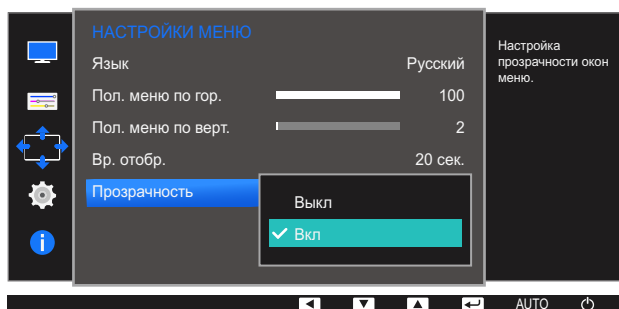 НАСТРОЙКИ МЕНЮ
Язык Русский
Пол. меню по гор. 100
Пол. меню по верт. 2
Вр. отобр. 20 сек.
Прозрачность
Выкл
Вкл
Настройка
прозрачности окон
меню.
AUTO